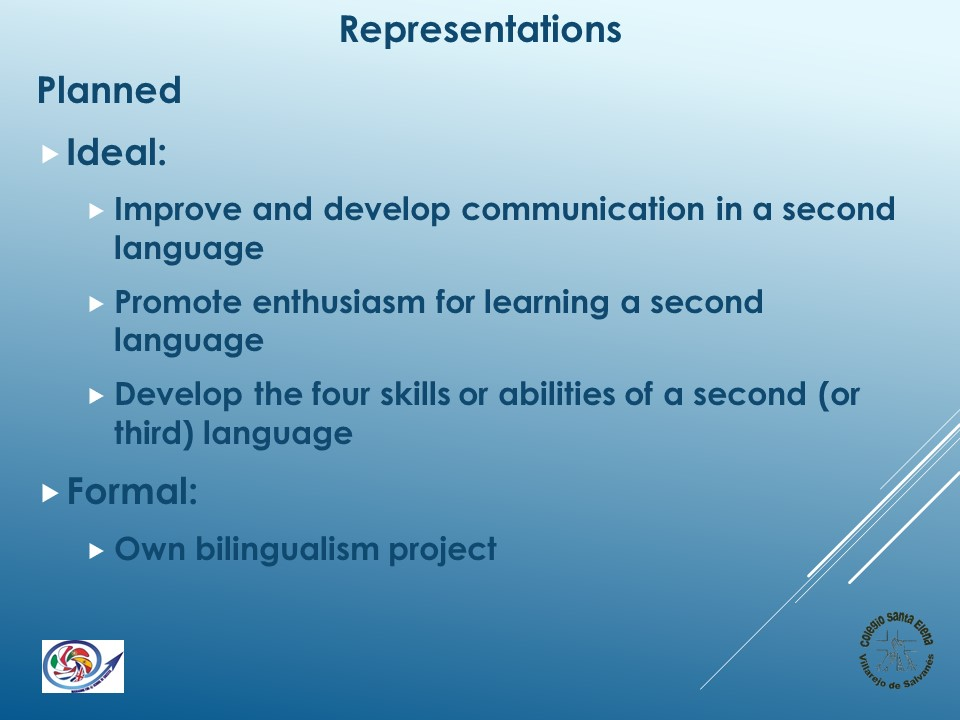 Representations
Planned
Ideal:
Improve and develop communication in a second
language
Promote enthusiasm for learning a second
language
Develop the four skills or abilities of a second (or
third) language
Formal:
Own bilingualism project
Colegio Santa Elena
Villarejo de Salvanés